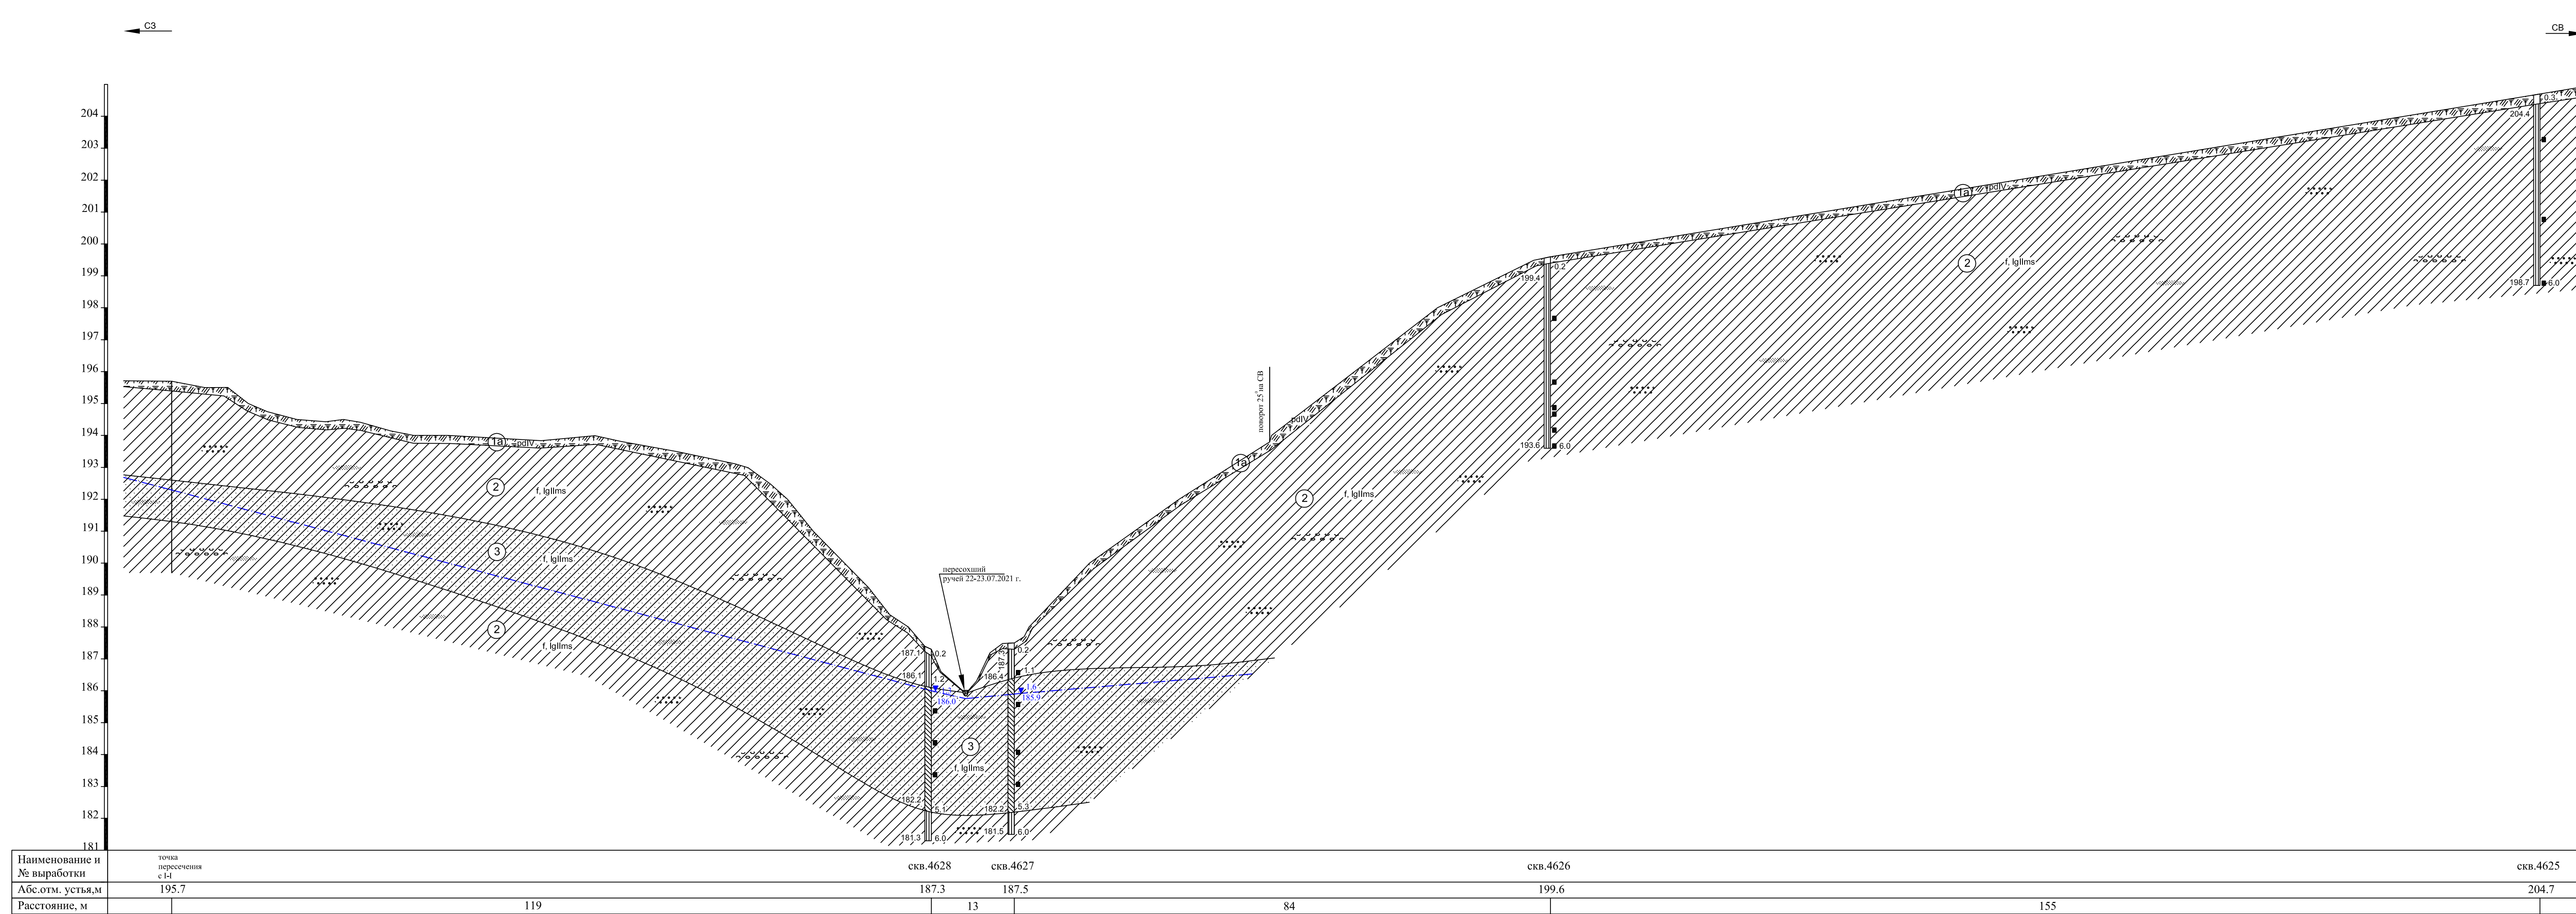 СЗ
СВ
204
203
202
201
200
199
198
197
196
195
194
193
192
191
190
189
188
187
186
185
184
183
182
181
0.3
204.4
198.7
6.0
1a
pdIV
2
f, lgIIms
0.2
199.4
193.6
6.0
поворот 25° на СВ
pdIV
1a
2
f, lgIIms
1a
pdIV
2
f, lgIIms
3
f, lgIIms
2
f, lgIIms
пересохший
ручей 22-23.07.2021 г.
187.1
0.2
186.1
1.2
1.3
186.0
182.2
5.1
181.3
6.0
3
f, lgIIms
187.3
0.2
186.4
1.1
1.6
185.9
182.2
5.3
181.5
6.0
Наименование и
№ выработки
точка
пересечения
с I-I
скв.4628
скв.4627
скв.4626
скв.4625
Абс.отм. устья,м
195.7
187.3
187.5
199.6
204.7
Расстояние, м
119
13
84
155